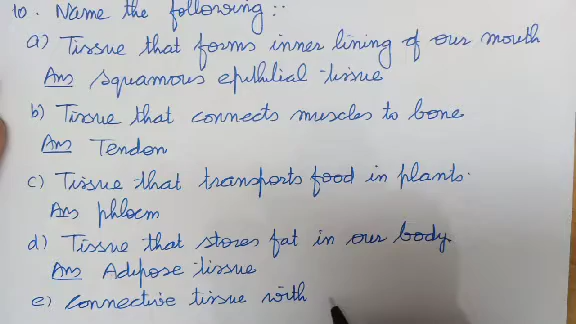 10. Name the following :-
a) Tissue that forms inner lining of our mouth
Ans Squamous epithelial tissue
b) Tissue that connects muscles to bone
Ans Tendon
c) Tissue that transports food in plants.
Ans phloem
d) Tissue that stores fat in our body
Ans Adipose tissue
e) Connective tissue with